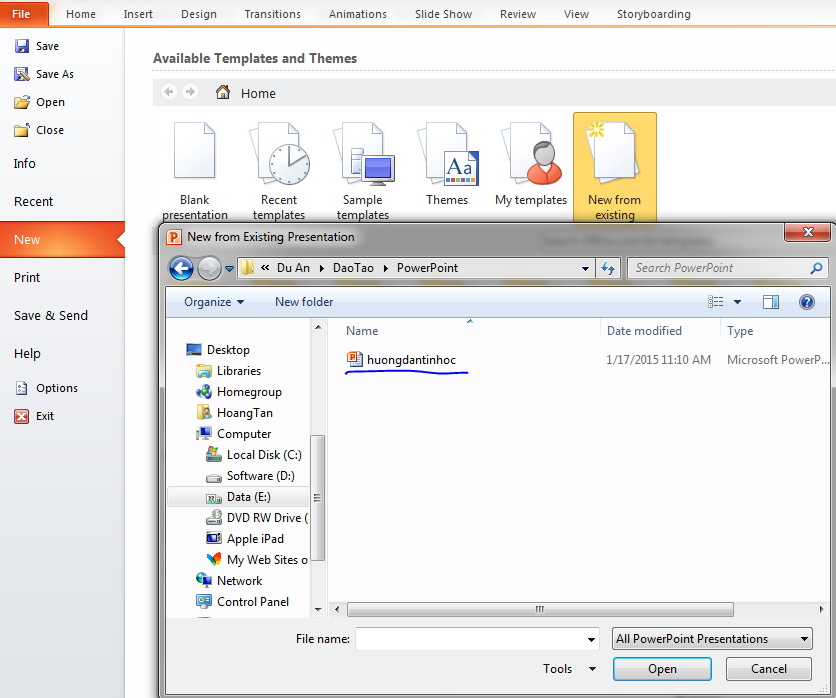 File Home Insert Design Transitions Animations Slide Show Review View Storyboarding
Save
Save As
Open
Close
Info
Recent
New
Print
Save & Send
Help
Options
Exit
Available Templates and Themes
Home
Blank presentation
Recent templates
Sample templates
Themes
My templates
New from existing
New from Existing Presentation
« Du An DaoTao PowerPoint
Search PowerPoint
Organize New folder
Desktop
Libraries
Homegroup
HoangTan
Computer
Local Disk (C:)
Software (D:)
Data (E:)
DVD RW Drive (
Apple iPad
My Web Sites o
Network
Control Panel
Name Date modified Type
huongdantinhoc 1/17/2015 11:10 AM Microsoft PowerP...
File name:
All PowerPoint Presentations
Tools Open Cancel